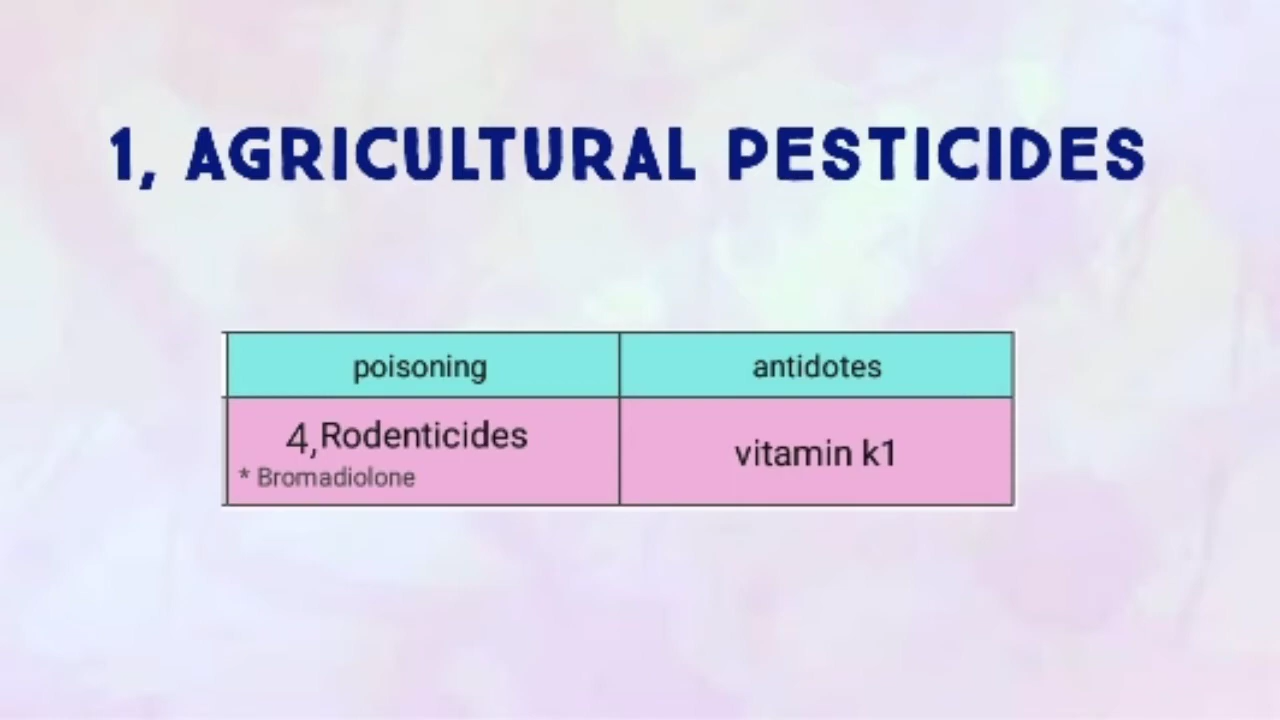 1, AGRICULTURAL PESTICIDES
poisoning antidotes
4,Rodenticides
* Bromadiolone
vitamin k1